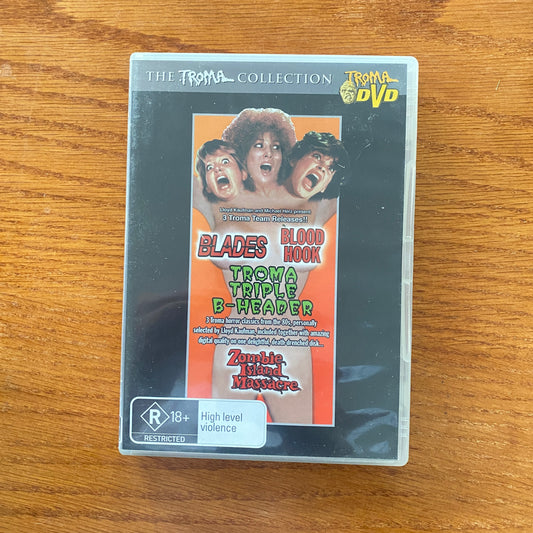 THE TROMA COLLECTION
TROMA
DVD
Lloyd Kaufman and Michael Herz present
3 Troma Team Releases!!
BLADES
BLOOD
HOOK
TROMA
TRIPLE
B-HEADER
3 Troma horror classics from the 80s, personally
selected by Lloyd Kaufman, included together with amazing
digital quality on one delightful, death drenched disk...
Zombie
Island
Massacre
R 18+
RESTRICTED
High level
violence